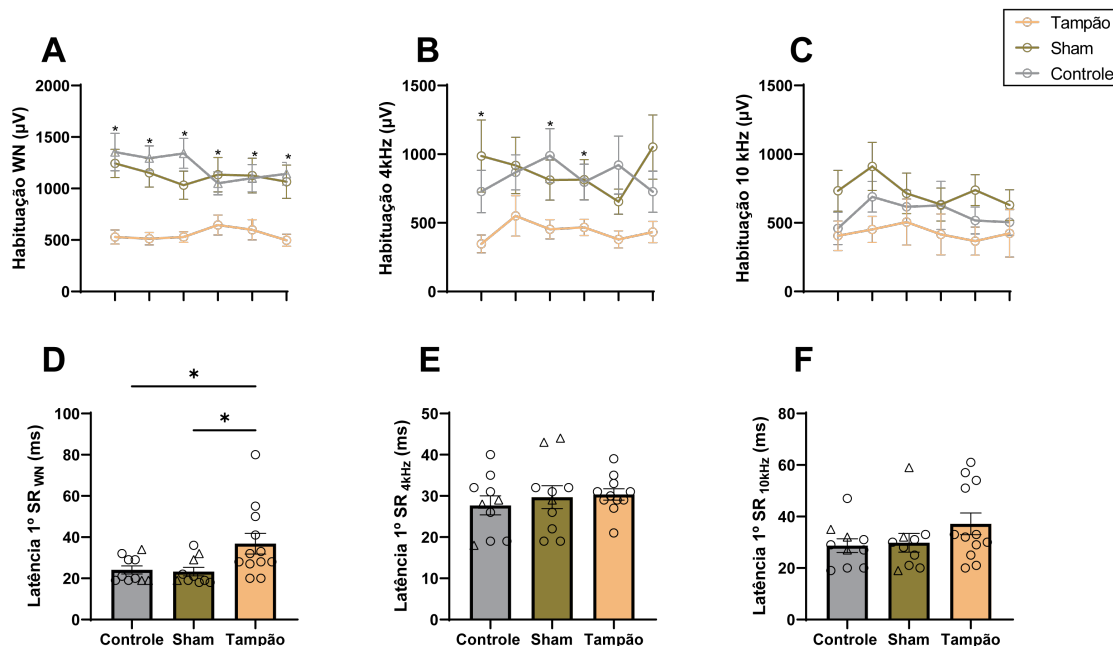 Tampão
Sham
Controle
A
B
C
Habituação WN (µV)
2000
1500
1000
500
0
* * * * * *
Habituação 4kHz (µV)
1500
1000
500
0
* * *
Habituação 10 kHz (µV)
1500
1000
500
0
D
E
F
Latência 1º SR WN (ms)
100
80
60
40
20
0
*
*
Controle Sham Tampão
Latência 1º SR 4kHz (ms)
50
40
30
20
10
0
Controle Sham Tampão
Latência 1º SR 10kHz (ms)
80
60
40
20
0
Controle Sham Tampão